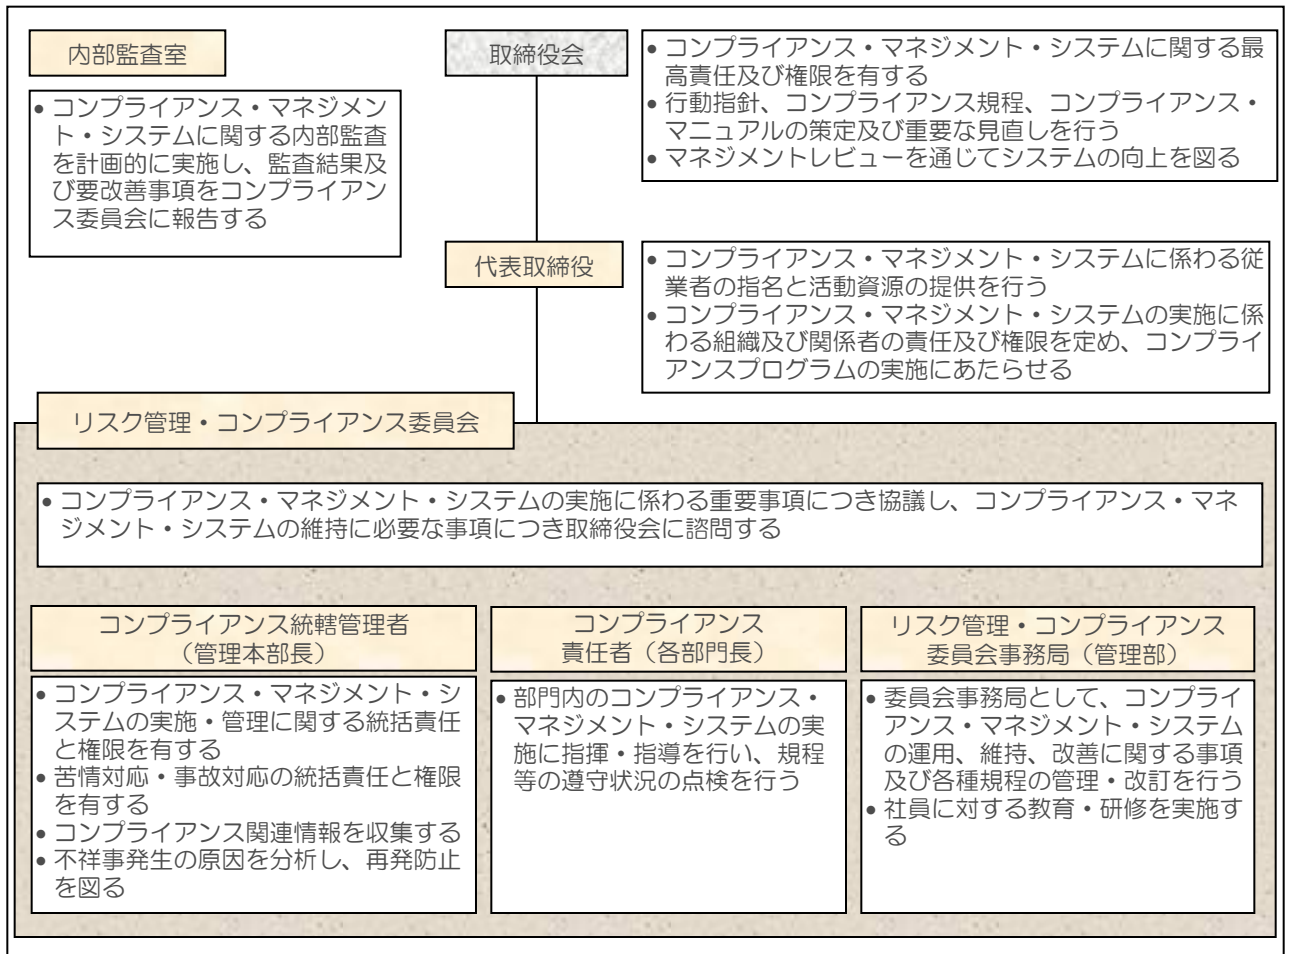 内部監査室
• コンプライアンス・マネジメン
ト・システムに関する内部監査
を計画的に実施し、監査結果及
び要改善事項をコンプライアン
ス委員会に報告する
取締役会
• コンプライアンス・マネジメント・システムに関する最
高責任及び権限を有する
• 行動指針、コンプライアンス規程、コンプライアンス・
マニュアルの策定及び重要な見直しを行う
• マネジメントレビューを通じてシステムの向上を図る
代表取締役
• コンプライアンス・マネジメント・システムに係わる従
業者の指名と活動資源の提供を行う
• コンプライアンス・マネジメント・システムの実施に係
わる組織及び関係者の責任及び権限を定め、コンプライ
アンスプログラムの実施にあたらせる
リスク管理・コンプライアンス委員会
• コンプライアンス・マネジメント・システムの実施に係わる重要事項につき協議し、コンプライアンス・マネ
ジメント・システムの維持に必要な事項につき取締役会に諮問する
コンプライアンス統轄管理者
（管理本部長）
• コンプライアンス・マネジメント・シ
ステムの実施・管理に関する統括責任
と権限を有する
• 苦情対応・事故対応の統括責任と権限
を有する
• コンプライアンス関連情報を収集する
• 不祥事発生の原因を分析し、再発防止
を図る
コンプライアンス
責任者（各部門長）
• 部門内のコンプライアンス・
マネジメント・システムの実
施に指揮・指導を行い、規程
等の遵守状況の点検を行う
リスク管理・コンプライアンス
委員会事務局（管理部）
• 委員会事務局として、コンプライ
アンス・マネジメント・システム
の運用、維持、改善に関する事項
及び各種規程の管理・改訂を行う
• 社員に対する教育・研修を実施す
る